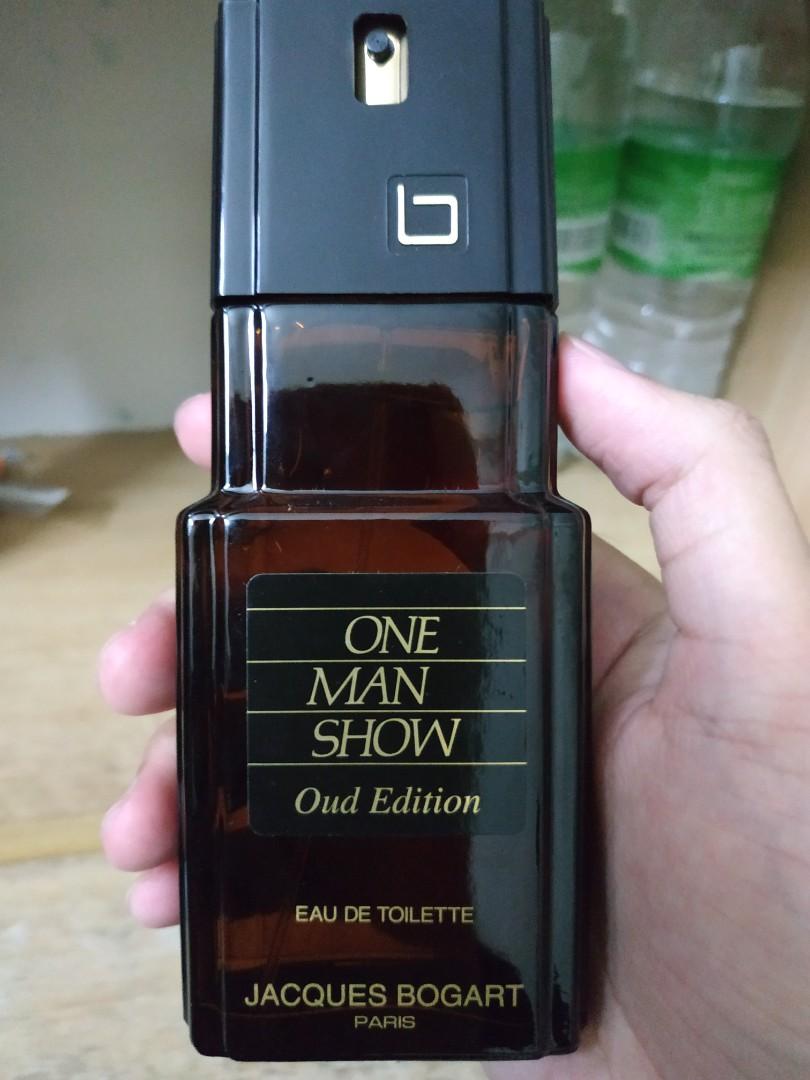 ONE
MAN
SHOW
Oud Edition
EAU DE TOILETTE
JACQUES BOGART
PARIS